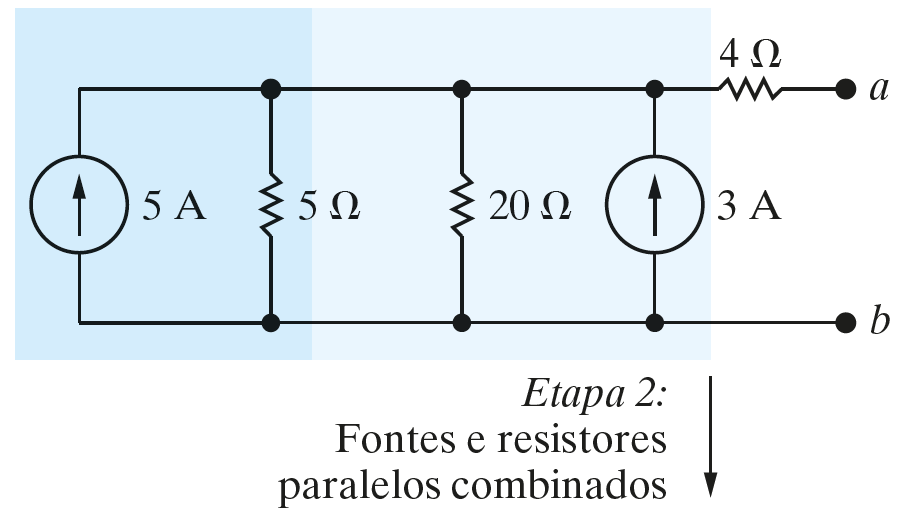 4 Ω
a
5 A
5 Ω
20 Ω
3 A
b
Etapa 2:
Fontes e resistores
paralelos combinados